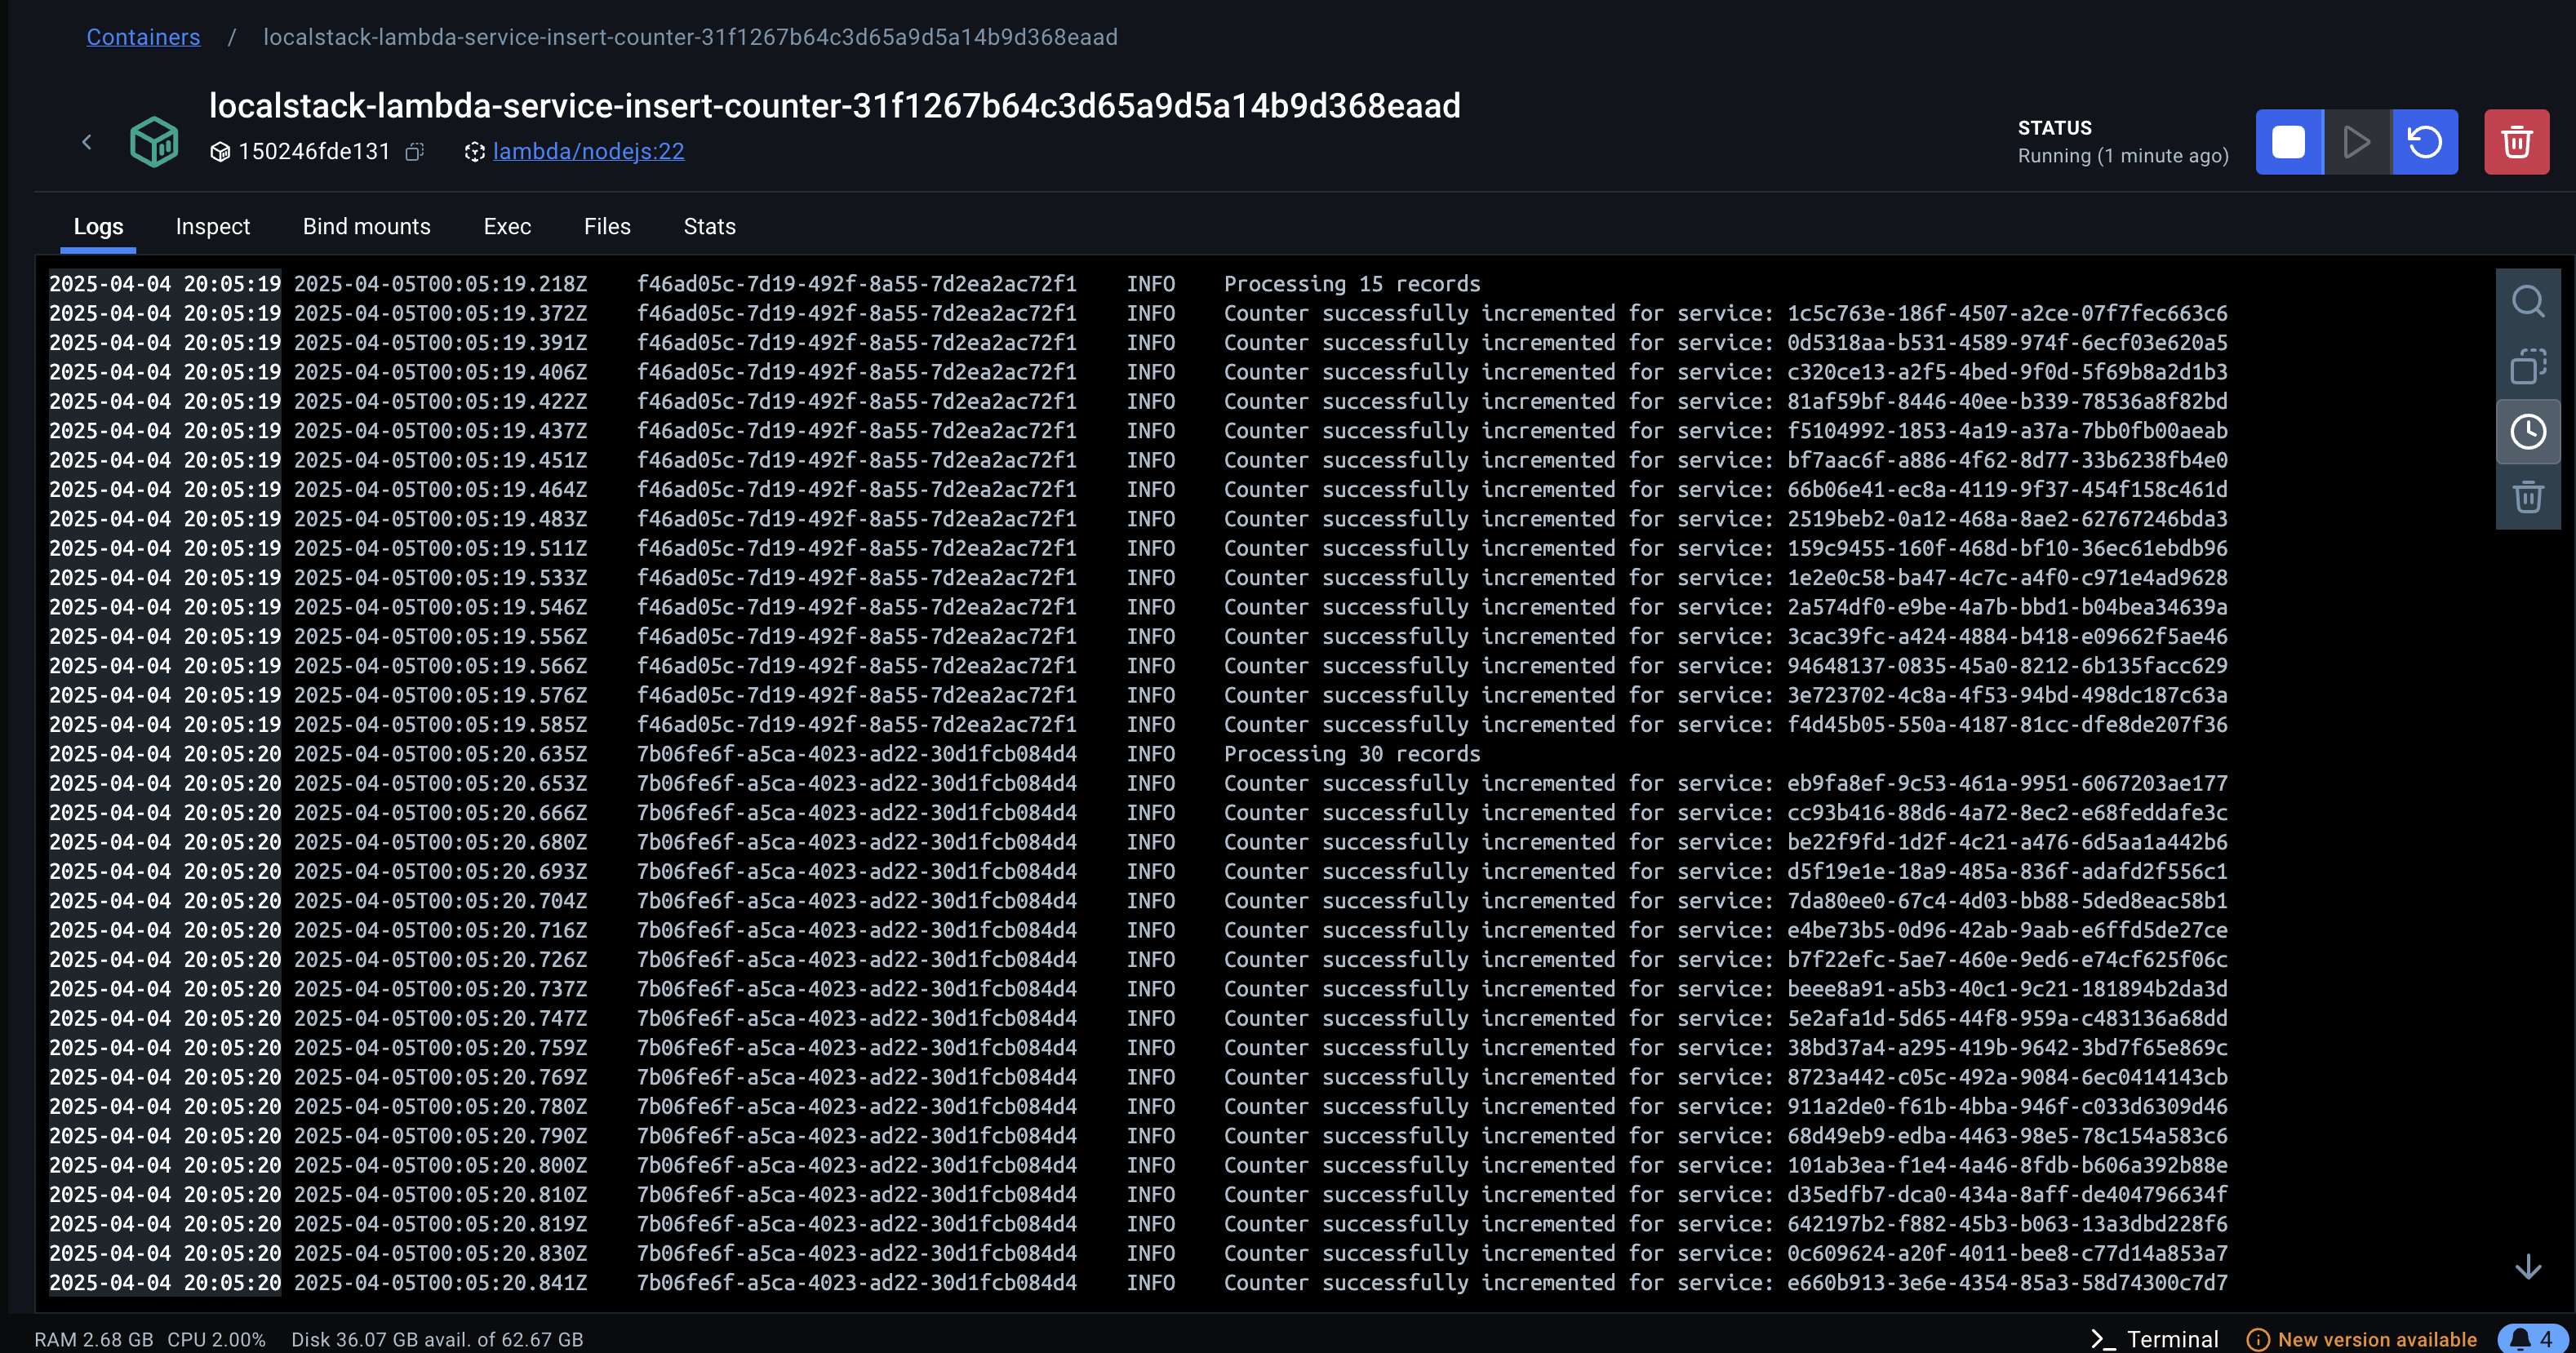 Containers / localstack-lambda-service-insert-counter-31f1267b64c3d65a9d5a14b9d368eaad
localstack-lambda-service-insert-counter-31f1267b64c3d65a9d5a14b9d368eaad
150246fde131 lambda/nodejs:22
STATUS
Running (1 minute ago)
Logs Inspect Bind mounts Exec Files Stats
2025-04-04 20:05:19 2025-04-05T00:05:19.218Z f46ad05c-7d19-492f-8a55-7d2ea2ac72f1 INFO Processing 15 records
2025-04-04 20:05:19 2025-04-05T00:05:19.372Z f46ad05c-7d19-492f-8a55-7d2ea2ac72f1 INFO Counter successfully incremented for service: 1c5c763e-186f-4507-a2ce-07f7fec663c6
2025-04-04 20:05:19 2025-04-05T00:05:19.391Z f46ad05c-7d19-492f-8a55-7d2ea2ac72f1 INFO Counter successfully incremented for service: 0d5318aa-b531-4589-974f-6ecf03e620a5
2025-04-04 20:05:19 2025-04-05T00:05:19.406Z f46ad05c-7d19-492f-8a55-7d2ea2ac72f1 INFO Counter successfully incremented for service: c320ce13-a2f5-4bed-9f0d-5f69b8a2d1b3
2025-04-04 20:05:19 2025-04-05T00:05:19.422Z f46ad05c-7d19-492f-8a55-7d2ea2ac72f1 INFO Counter successfully incremented for service: 81af59bf-8446-40ee-b339-78536a8f82bd
2025-04-04 20:05:19 2025-04-05T00:05:19.437Z f46ad05c-7d19-492f-8a55-7d2ea2ac72f1 INFO Counter successfully incremented for service: f5104992-1853-4a19-a37a-7bb0fb00aeab
2025-04-04 20:05:19 2025-04-05T00:05:19.451Z f46ad05c-7d19-492f-8a55-7d2ea2ac72f1 INFO Counter successfully incremented for service: bf7aac6f-a886-4f62-8d77-33b6238fb4e0
2025-04-04 20:05:19 2025-04-05T00:05:19.464Z f46ad05c-7d19-492f-8a55-7d2ea2ac72f1 INFO Counter successfully incremented for service: 66b06e41-ec8a-4119-9f37-454f158c461d
2025-04-04 20:05:19 2025-04-05T00:05:19.483Z f46ad05c-7d19-492f-8a55-7d2ea2ac72f1 INFO Counter successfully incremented for service: 2519beb2-0a12-468a-8ae2-62767246bda3
2025-04-04 20:05:19 2025-04-05T00:05:19.511Z f46ad05c-7d19-492f-8a55-7d2ea2ac72f1 INFO Counter successfully incremented for service: 159c9455-160f-468d-bf10-36ec61ebdb96
2025-04-04 20:05:19 2025-04-05T00:05:19.533Z f46ad05c-7d19-492f-8a55-7d2ea2ac72f1 INFO Counter successfully incremented for service: 1e2e0c58-ba47-4c7c-a4f0-c971e4ad9628
2025-04-04 20:05:19 2025-04-05T00:05:19.546Z f46ad05c-7d19-492f-8a55-7d2ea2ac72f1 INFO Counter successfully incremented for service: 2a574df0-e9be-4a7b-bbd1-b04bea34639a
2025-04-04 20:05:19 2025-04-05T00:05:19.556Z f46ad05c-7d19-492f-8a55-7d2ea2ac72f1 INFO Counter successfully incremented for service: 3cac39fc-a424-4884-b418-e09662f5ae46
2025-04-04 20:05:19 2025-04-05T00:05:19.566Z f46ad05c-7d19-492f-8a55-7d2ea2ac72f1 INFO Counter successfully incremented for service: 94648137-0835-45a0-8212-6b135facc629
2025-04-04 20:05:19 2025-04-05T00:05:19.576Z f46ad05c-7d19-492f-8a55-7d2ea2ac72f1 INFO Counter successfully incremented for service: 3e723702-4c8a-4f53-94bd-498dc187c63a
2025-04-04 20:05:19 2025-04-05T00:05:19.585Z f46ad05c-7d19-492f-8a55-7d2ea2ac72f1 INFO Counter successfully incremented for service: f4d45b05-550a-4187-81cc-dfe8de207f36
2025-04-04 20:05:20 2025-04-05T00:05:20.635Z 7b06fe6f-a5ca-4023-ad22-30d1fcb084d4 INFO Processing 30 records
2025-04-04 20:05:20 2025-04-05T00:05:20.653Z 7b06fe6f-a5ca-4023-ad22-30d1fcb084d4 INFO Counter successfully incremented for service: eb9fa8ef-9c53-461a-9951-6067203ae177
2025-04-04 20:05:20 2025-04-05T00:05:20.666Z 7b06fe6f-a5ca-4023-ad22-30d1fcb084d4 INFO Counter successfully incremented for service: cc93b416-88d6-4a72-8ec2-e68feddafe3c
2025-04-04 20:05:20 2025-04-05T00:05:20.680Z 7b06fe6f-a5ca-4023-ad22-30d1fcb084d4 INFO Counter successfully incremented for service: be22f9fd-1d2f-4c21-a476-6d5aa1a442b6
2025-04-04 20:05:20 2025-04-05T00:05:20.693Z 7b06fe6f-a5ca-4023-ad22-30d1fcb084d4 INFO Counter successfully incremented for service: d5f19e1e-18a9-485a-836f-adafd2f556c1
2025-04-04 20:05:20 2025-04-05T00:05:20.704Z 7b06fe6f-a5ca-4023-ad22-30d1fcb084d4 INFO Counter successfully incremented for service: 7da80ee0-67c4-4d03-bb88-5ded8eac58b1
2025-04-04 20:05:20 2025-04-05T00:05:20.716Z 7b06fe6f-a5ca-4023-ad22-30d1fcb084d4 INFO Counter successfully incremented for service: e4be73b5-0d96-42ab-9aab-e6ffd5de27ce
2025-04-04 20:05:20 2025-04-05T00:05:20.726Z 7b06fe6f-a5ca-4023-ad22-30d1fcb084d4 INFO Counter successfully incremented for service: b7f22efc-5ae7-460e-9ed6-e74cf625f06c
2025-04-04 20:05:20 2025-04-05T00:05:20.737Z 7b06fe6f-a5ca-4023-ad22-30d1fcb084d4 INFO Counter successfully incremented for service: beee8a91-a5b3-40c1-9c21-181894b2da3d
2025-04-04 20:05:20 2025-04-05T00:05:20.747Z 7b06fe6f-a5ca-4023-ad22-30d1fcb084d4 INFO Counter successfully incremented for service: 5e2afa1d-5d65-44f8-959a-c483136a68dd
2025-04-04 20:05:20 2025-04-05T00:05:20.759Z 7b06fe6f-a5ca-4023-ad22-30d1fcb084d4 INFO Counter successfully incremented for service: 38bd37a4-a295-419b-9642-3bd7f65e869c
2025-04-04 20:05:20 2025-04-05T00:05:20.769Z 7b06fe6f-a5ca-4023-ad22-30d1fcb084d4 INFO Counter successfully incremented for service: 8723a442-c05c-492a-9084-6ec0414143cb
2025-04-04 20:05:20 2025-04-05T00:05:20.780Z 7b06fe6f-a5ca-4023-ad22-30d1fcb084d4 INFO Counter successfully incremented for service: 911a2de0-f61b-4bba-946f-c033d6309d46
2025-04-04 20:05:20 2025-04-05T00:05:20.790Z 7b06fe6f-a5ca-4023-ad22-30d1fcb084d4 INFO Counter successfully incremented for service: 68d49eb9-edba-4463-98e5-78c154a583c6
2025-04-04 20:05:20 2025-04-05T00:05:20.800Z 7b06fe6f-a5ca-4023-ad22-30d1fcb084d4 INFO Counter successfully incremented for service: 101ab3ea-f1e4-4a46-8fdb-b606a392b88e
2025-04-04 20:05:20 2025-04-05T00:05:20.810Z 7b06fe6f-a5ca-4023-ad22-30d1fcb084d4 INFO Counter successfully incremented for service: d35edfb7-dca0-434a-8aff-de404796634f
2025-04-04 20:05:20 2025-04-05T00:05:20.819Z 7b06fe6f-a5ca-4023-ad22-30d1fcb084d4 INFO Counter successfully incremented for service: 642197b2-f882-45b3-b063-13a3dbd228f6
2025-04-04 20:05:20 2025-04-05T00:05:20.830Z 7b06fe6f-a5ca-4023-ad22-30d1fcb084d4 INFO Counter successfully incremented for service: 0c609624-a20f-4011-bee8-c77d14a853a7
2025-04-04 20:05:20 2025-04-05T00:05:20.841Z 7b06fe6f-a5ca-4023-ad22-30d1fcb084d4 INFO Counter successfully incremented for service: e660b913-3e6e-4354-85a3-58d74300c7d7
RAM 2.68 GB CPU 2.00% Disk 36.07 GB avail. of 62.67 GB >_ Terminal New version available 4